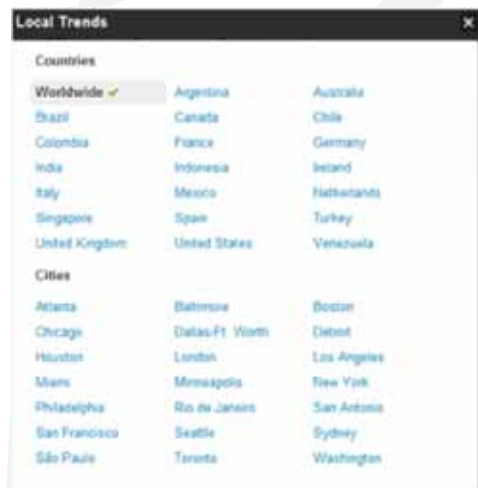 Local Trends ×
Countries
Worldwide ✔ Argentina Australia
Brazil Canada Chile
Colombia France Germany
India Indonesia Ireland
Italy Mexico Netherlands
Singapore Spain Turkey
United Kingdom United States Venezuela
Cities
Atlanta Baltimore Boston
Chicago Dallas-Ft. Worth Detroit
Houston London Los Angeles
Miami Minneapolis New York
Philadelphia Rio de Janeiro San Antonio
San Francisco Seattle Sydney
São Paulo Toronto Washington